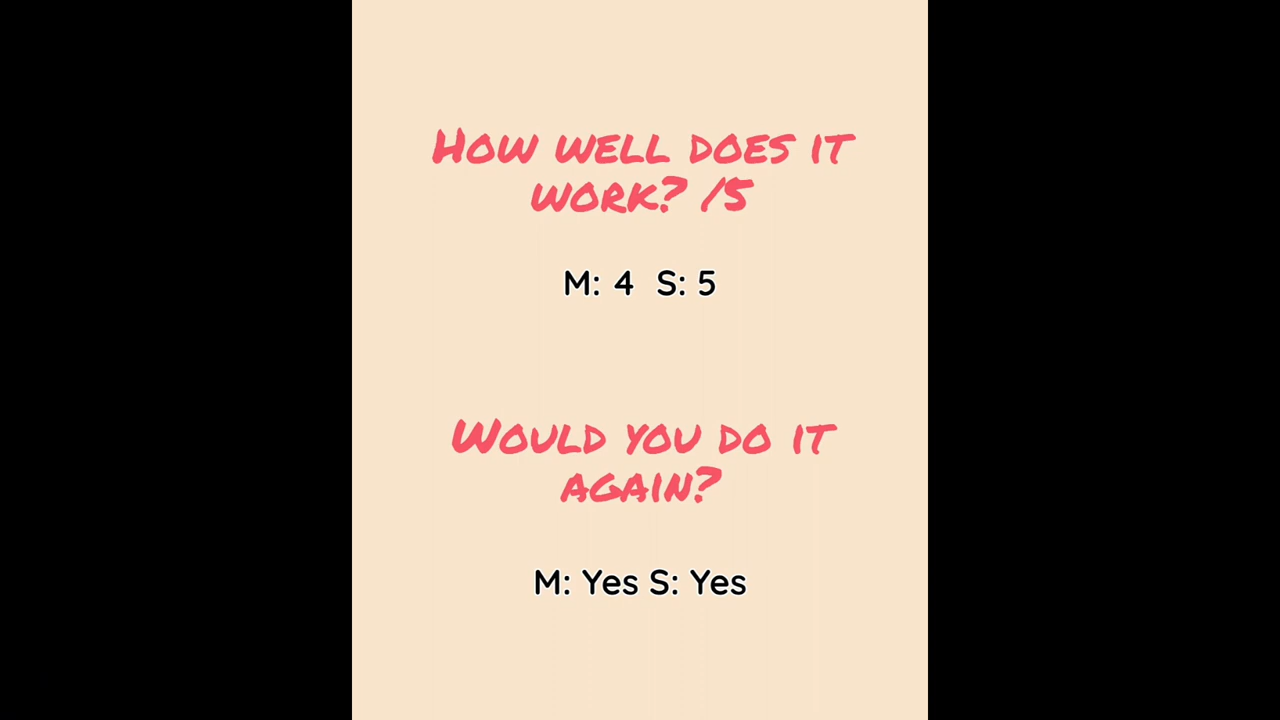 How well does it
work? /5
M: 4 S: 5
Would you do it
again?
M: Yes S: Yes